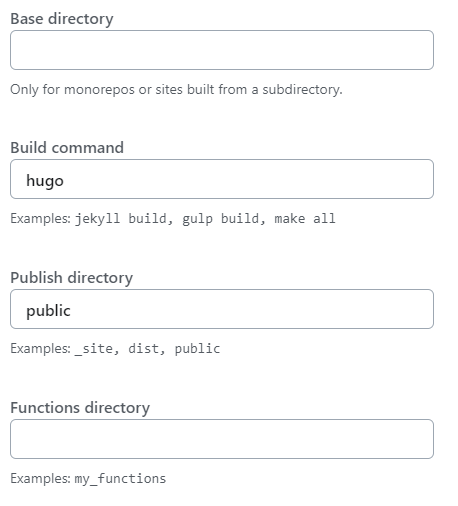 Base directory
Only for monorepos or sites built from a subdirectory.
Build command
hugo
Examples: jekyll build, gulp build, make all
Publish directory
public
Examples: _site, dist, public
Functions directory
Examples: my_functions